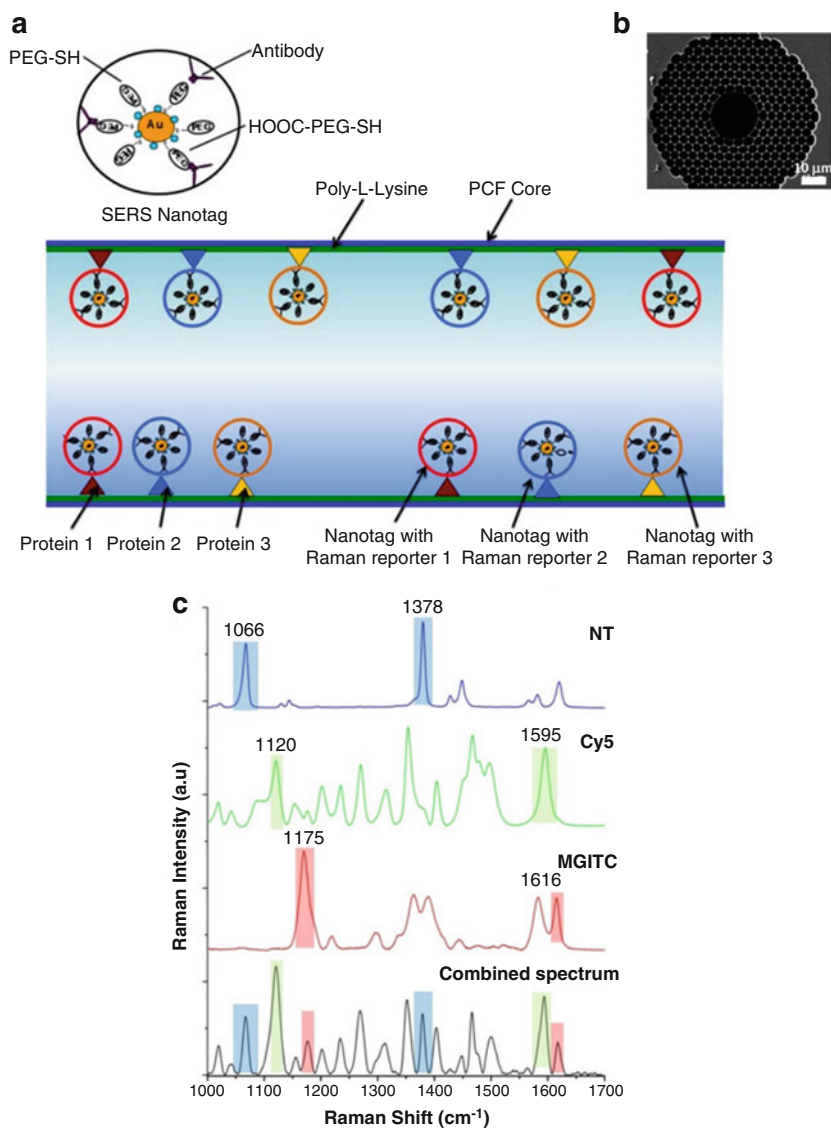 a
b
PEG-SH
Antibody
Au
PEG
HOOC-PEG-SH
SERS Nanotag
10 μm
Poly-L-Lysine
PCF Core
Protein 1
Protein 2
Protein 3
Nanotag with
Raman reporter 1
Nanotag with
Raman reporter 2
Nanotag with
Raman reporter 3
c
1066
1378
NT
1120
1595
Cy5
1175
1616
MGITC
Combined spectrum
Raman Intensity (a.u)
1000 1100 1200 1300 1400 1500 1600 1700
Raman Shift (cm-1)